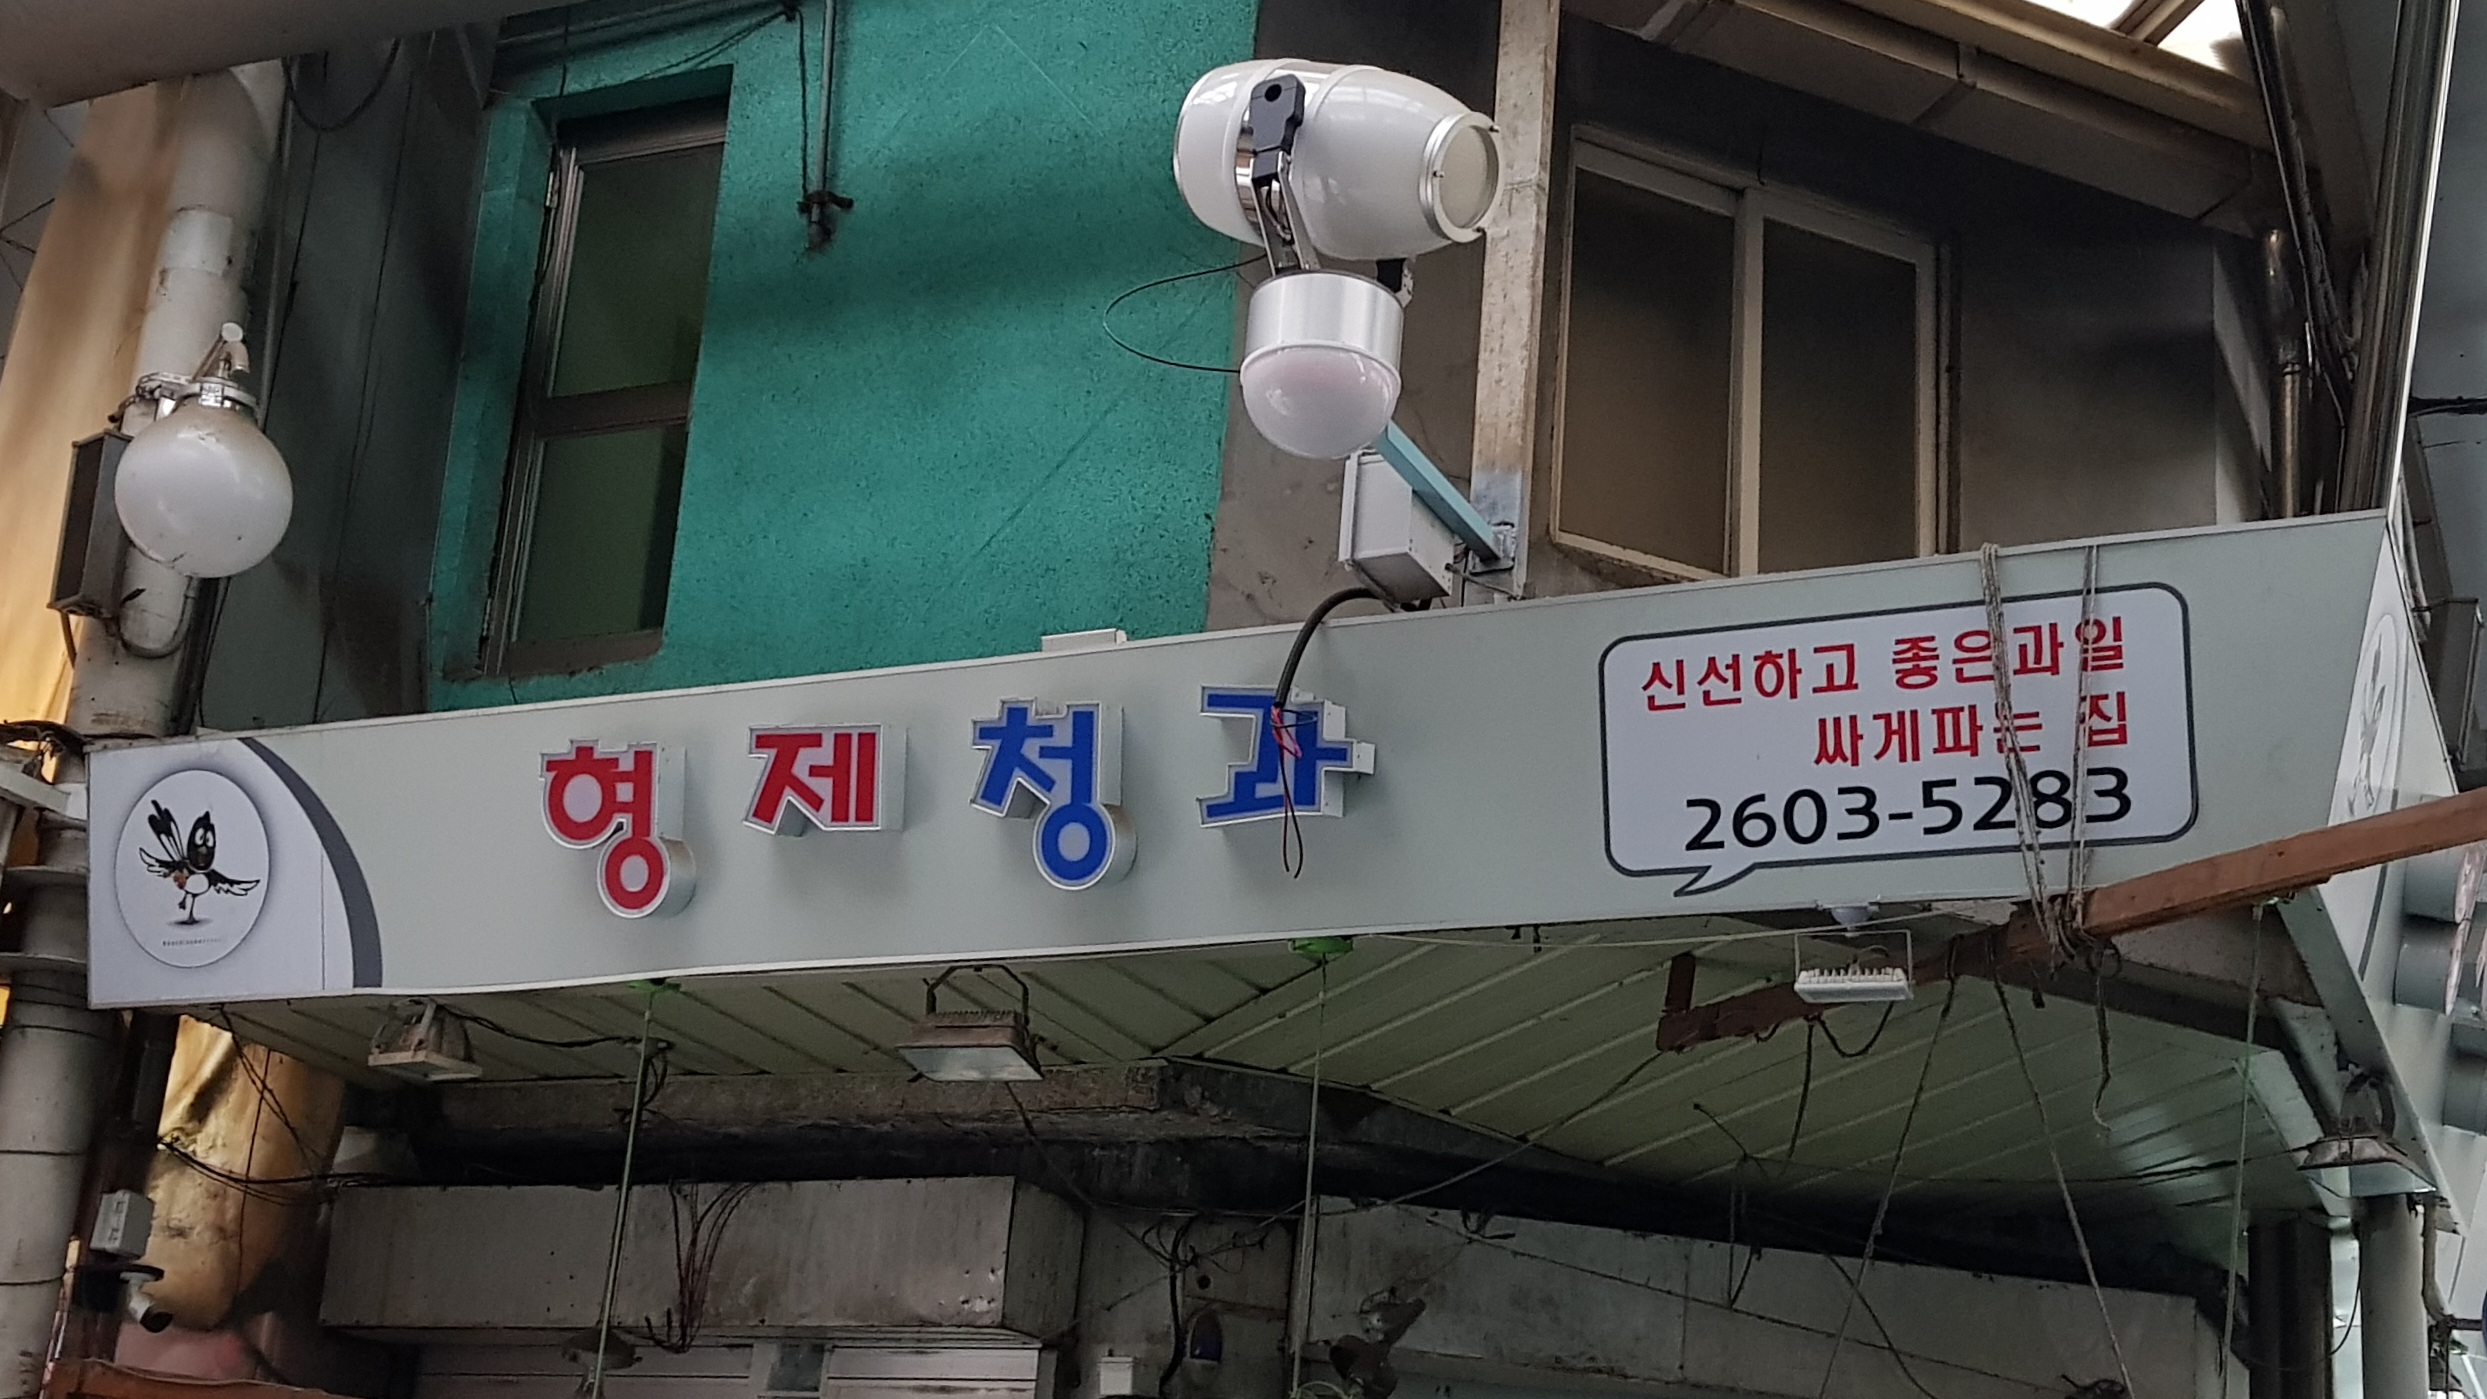 형제청과
신선하고 좋은과일
싸게파는 집
2603-5283